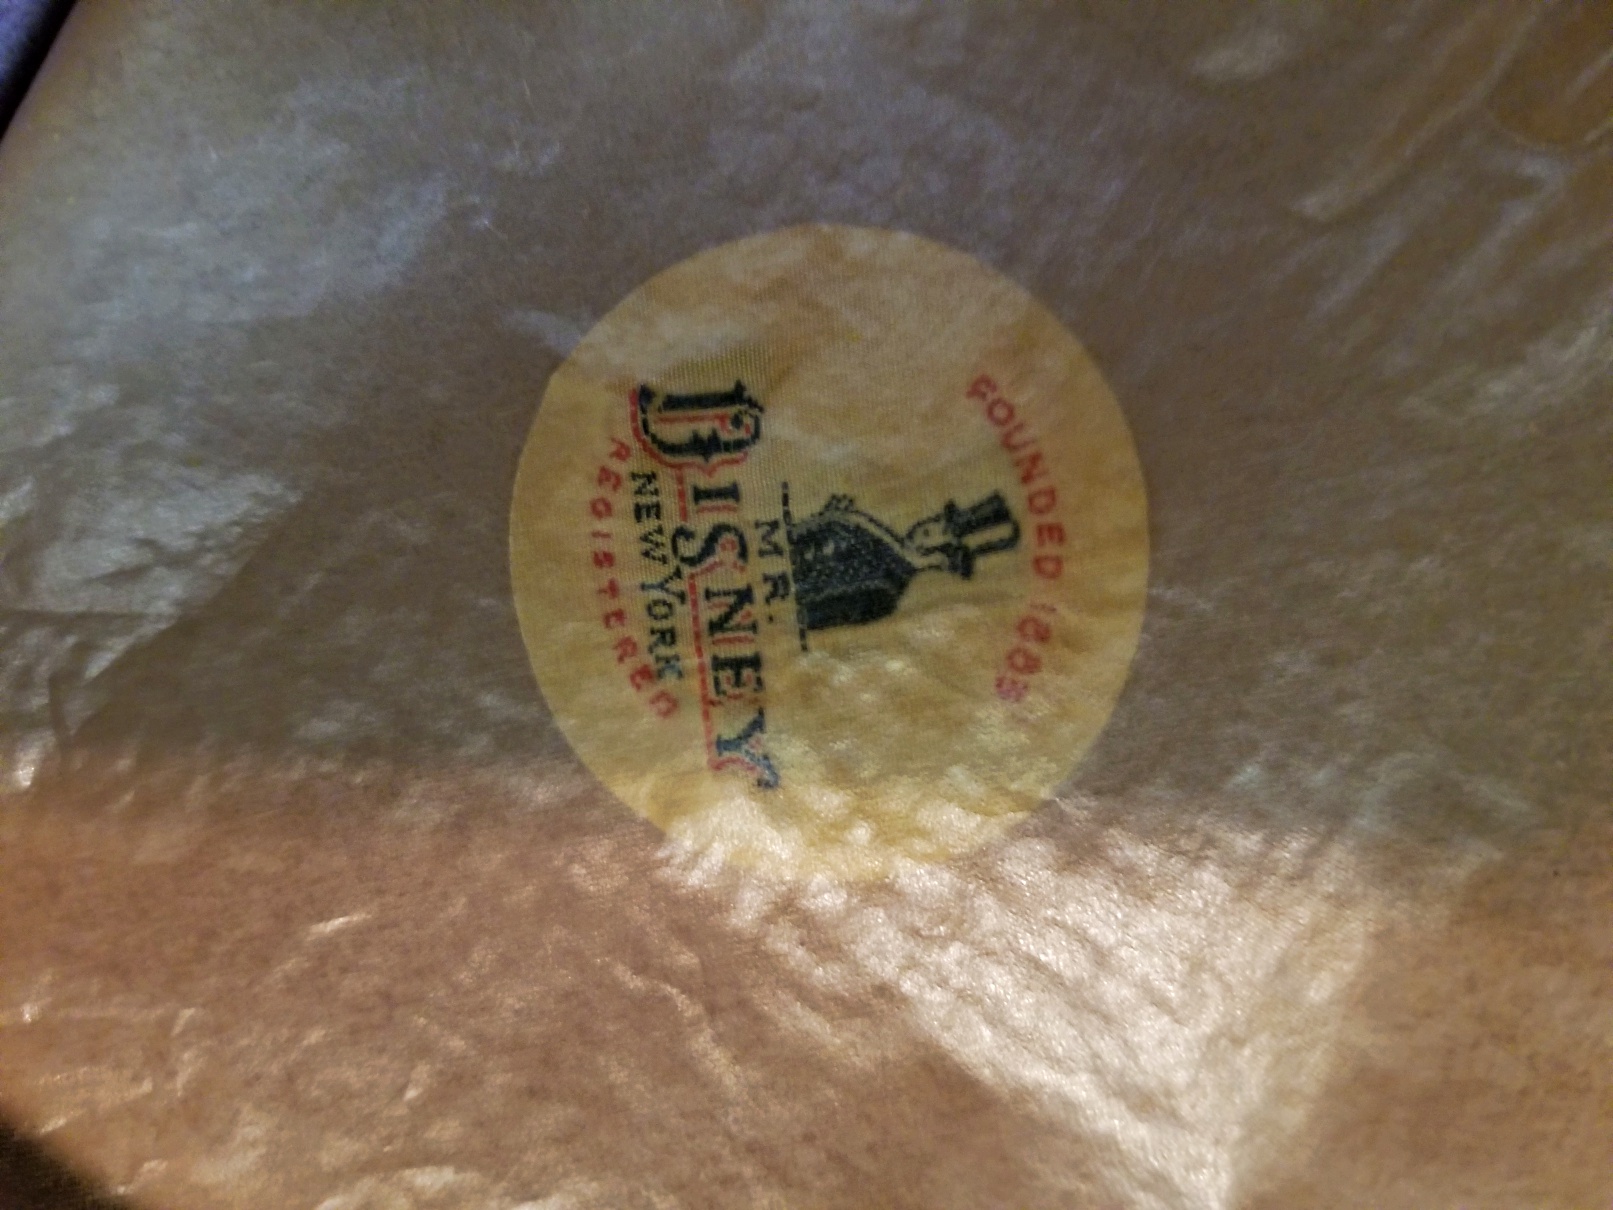 FOUNDED 1885
MR.
DISNEY
NEW YORK
REGISTERED